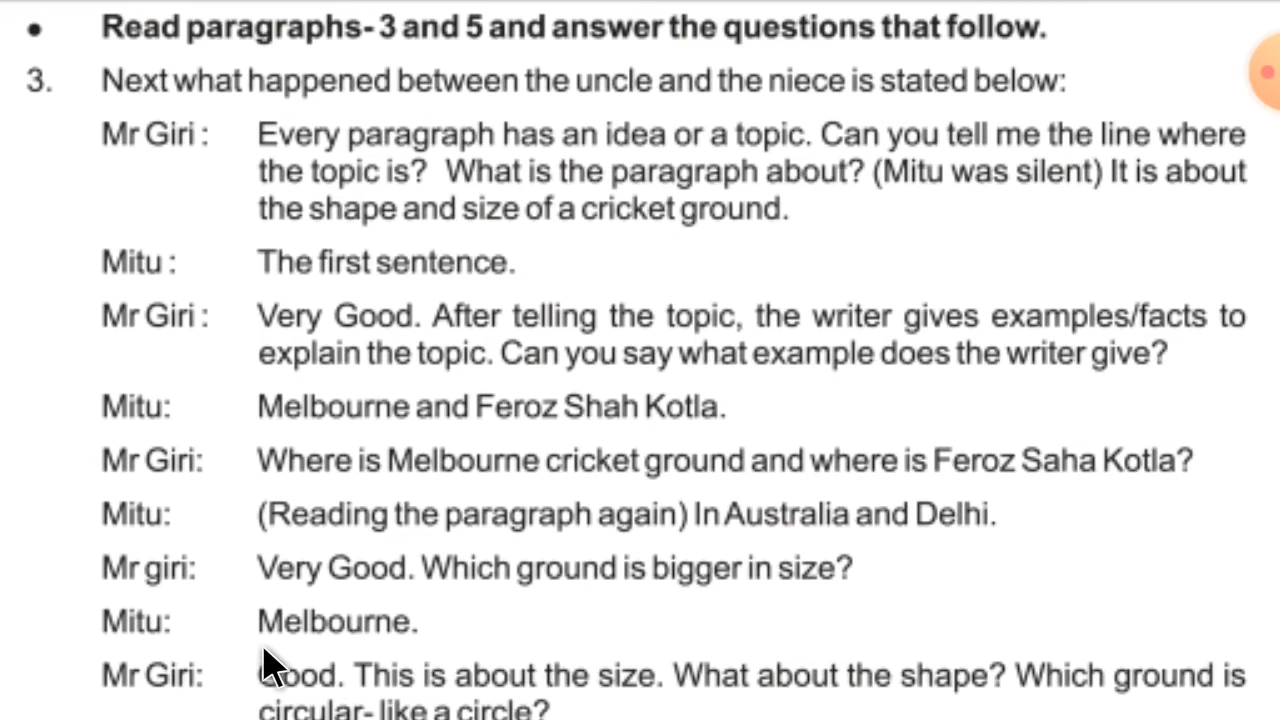 • Read paragraphs- 3 and 5 and answer the questions that follow.
3. Next what happened between the uncle and the niece is stated below:
Mr Giri : Every paragraph has an idea or a topic. Can you tell me the line where
the topic is? What is the paragraph about? (Mitu was silent) It is about
the shape and size of a cricket ground.
Mitu : The first sentence.
Mr Giri : Very Good. After telling the topic, the writer gives examples/facts to
explain the topic. Can you say what example does the writer give?
Mitu: Melbourne and Feroz Shah Kotla.
Mr Giri: Where is Melbourne cricket ground and where is Feroz Saha Kotla?
Mitu: (Reading the paragraph again) In Australia and Delhi.
Mr giri: Very Good. Which ground is bigger in size?
Mitu: Melbourne.
Mr Giri: Good. This is about the size. What about the shape? Which ground is
circular- like a circle?